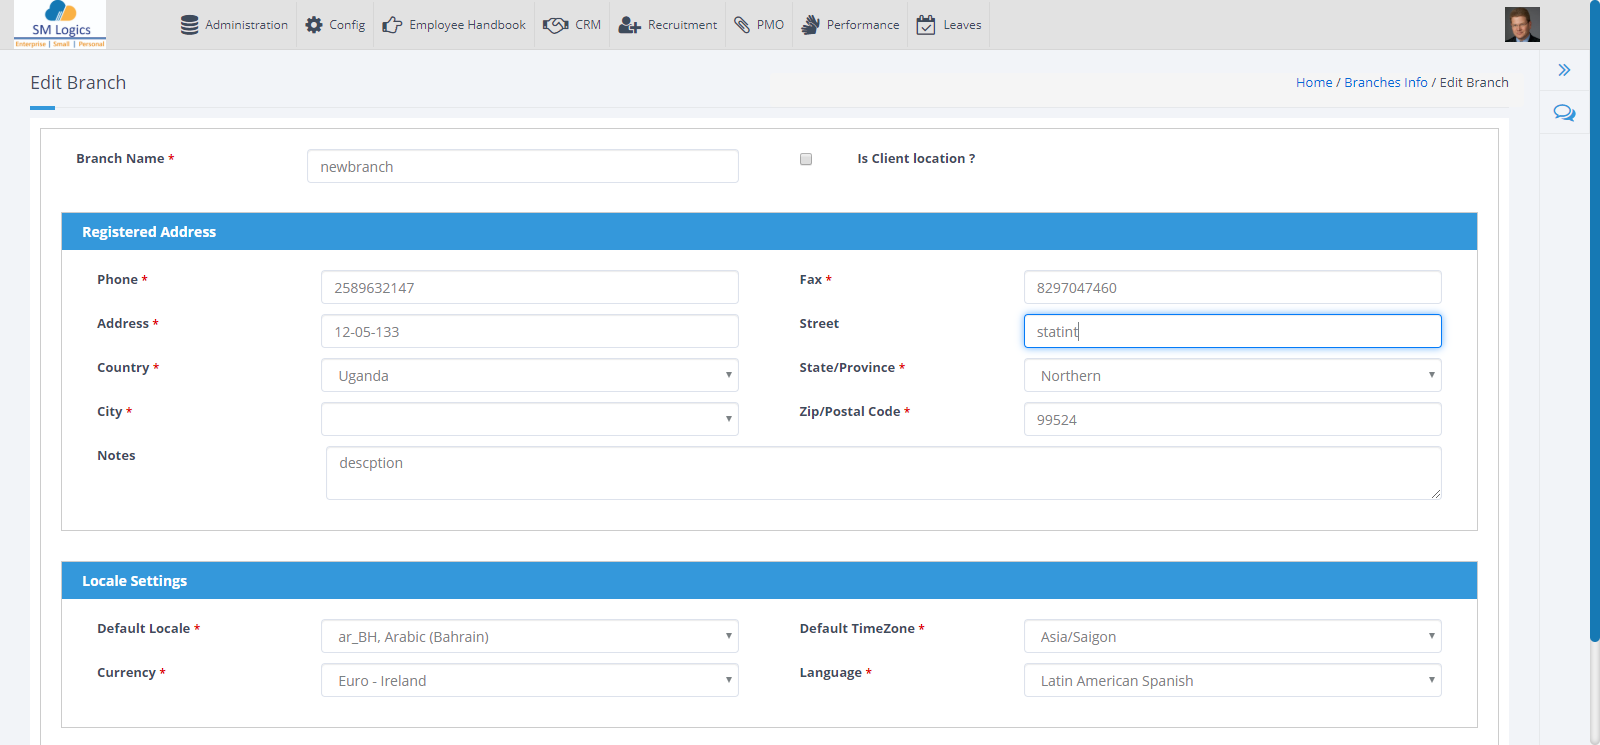 SM Logics
Enterprise | Small | Personal
Administration Config Employee Handbook CRM Recruitment PMO Performance Leaves
Edit Branch
Home / Branches Info / Edit Branch
Branch Name * newbranch Is Client location ?
Registered Address
Phone * 2589632147 Fax * 8297047460
Address * 12-05-133 Street statint
Country * Uganda State/Province * Northern
City * Zip/Postal Code * 99524
Notes descption
Locale Settings
Default Locale * ar_BH, Arabic (Bahrain) Default TimeZone * Asia/Saigon
Currency * Euro - Ireland Language * Latin American Spanish